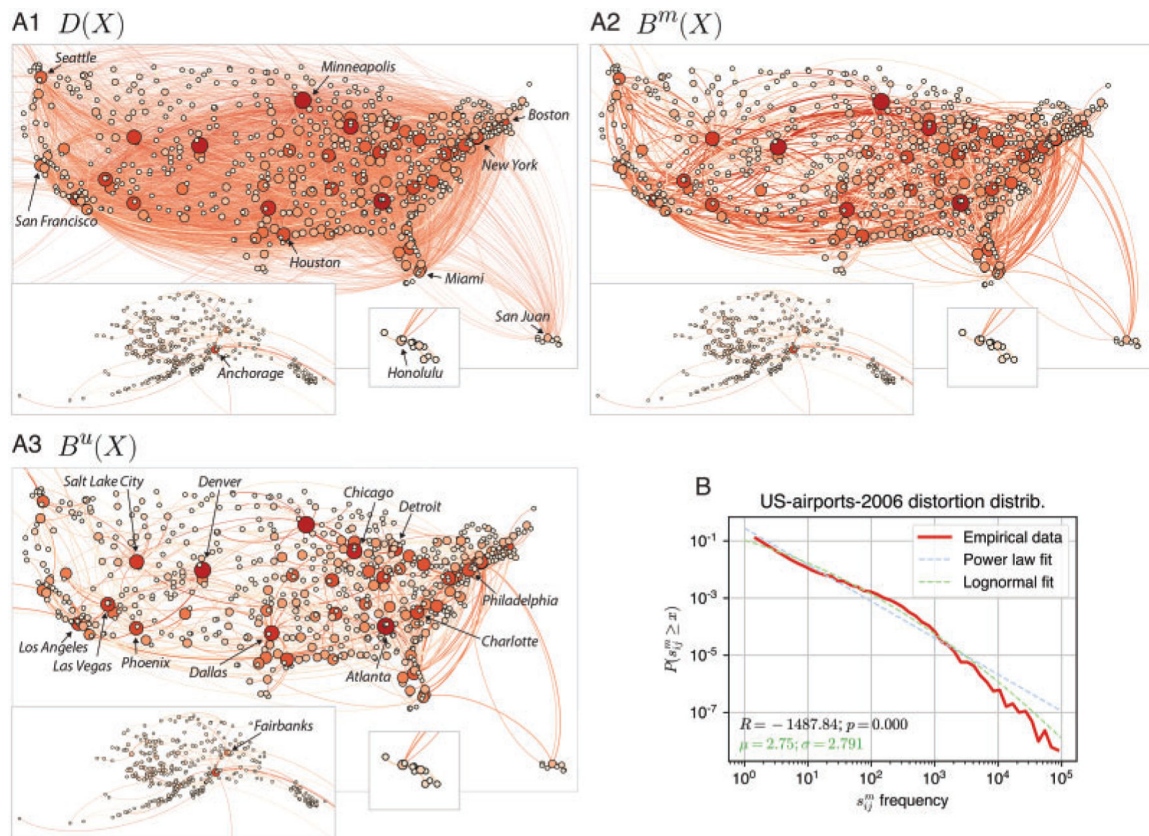 A1 D(X)
Seattle
Minneapolis
Boston
New York
San Francisco
Houston
Miami
San Juan
Anchorage
Honolulu
A2 B^m(X)
A3 B^u(X)
Salt Lake City
Denver
Chicago
Detroit
Philadelphia
Charlotte
Los Angeles
Las Vegas
Phoenix
Dallas
Atlanta
Fairbanks
B
US-airports-2006 distortion distrib.
Empirical data
Power law fit
Lognormal fit
10^-1
10^-3
10^-5
10^-7
P(s_ij^m ≥ x)
R = − 1487.84; p = 0.000
μ = 2.75; σ = 2.791
10^0 10^1 10^2 10^3 10^4 10^5
s_ij^m frequency